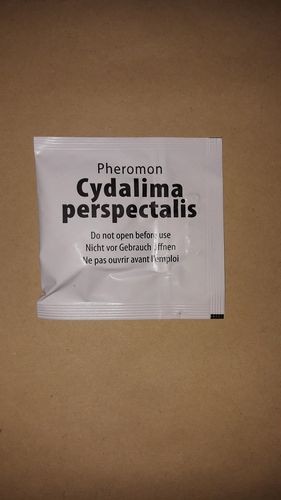 Pheromon
Cydalima
perspectalis
Do not open before use
Nicht vor Gebrauch öffnen
Ne pas ouvrir avant l'emploi